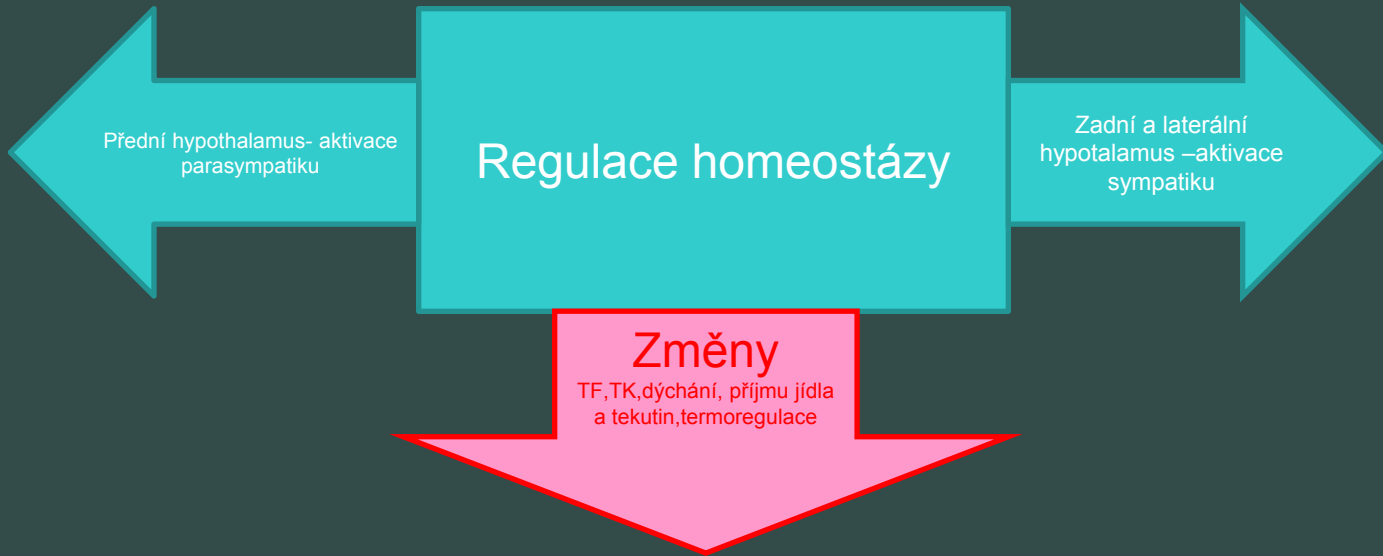 Přední hypothalamus- aktivace
parasympatiku
Regulace homeostázy
Zadní a laterální
hypotalamus –aktivace
sympatiku
Změny
TF,TK,dýchání, příjmu jídla
a tekutin,termoregulace